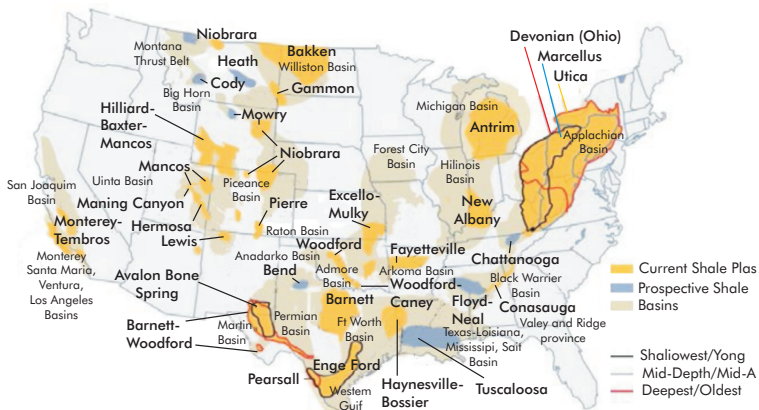 Niobrara
Montana
Thrust Belt
Bakken
Williston Basin
Heath
Cody
Big Horn
Basin
Gammon
Mowry
Hilliard-
Baxter-
Mancos
Niobrara
Mancos
Uinta Basin
Piceance
Basin
San Joaquin
Basin
Maning Canyon
Monterey-
Tembros
Hermosa
Lewis
Pierre
Raton Basin
Monterey
Santa Maria,
Ventura,
Los Angeles
Basins
Avalon Bone
Spring
Barnett-
Woodford
Martin
Basin
Permian
Basin
Pearsall
Anadarko Basin
Bend
Woodford
Admore
Basin
Excello-
Mulky
Forest City
Basin
Michigan Basin
Antrim
Hilinois
Basin
New
Albany
Fayetteville
Arkoma Basin
Woodford-
Caney
Barnett
Ft Worth
Basin
Enge Ford
Western
Guif
Haynesville-
Bossier
Tuscaloosa
Texas-Loisiana,
Mississipi, Sait
Basin
Floyd-
Neal
Chattanooga
Black Warrier
Basin
Conasauga
Valey and Ridge
province
Devonian (Ohio)
Marcellus
Utica
Applachian
Basin
Current Shale Plas
Prospective Shale
Basins
Shaliowest/Yong
Mid-Depth/Mid-A
Deepest/Oldest